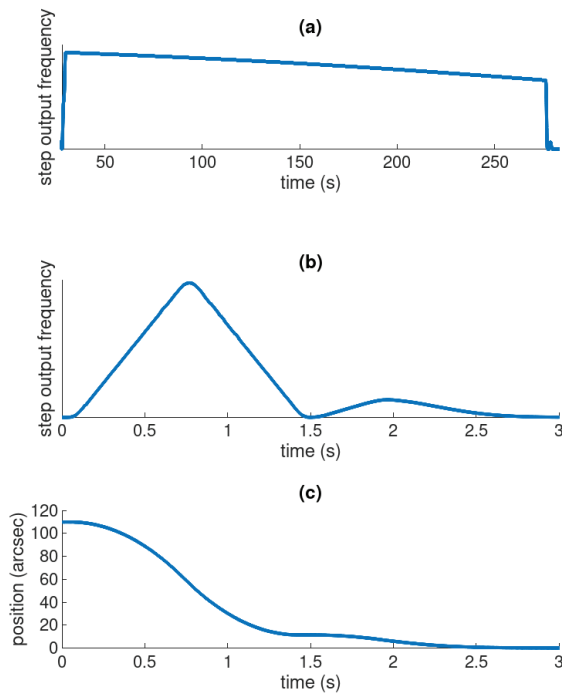 (a)
step output frequency
50 100 150 200 250
time (s)
(b)
step output frequency
0 0.5 1 1.5 2 2.5 3
time (s)
(c)
position (arcsec)
120
100
80
60
40
20
0
0 0.5 1 1.5 2 2.5 3
time (s)